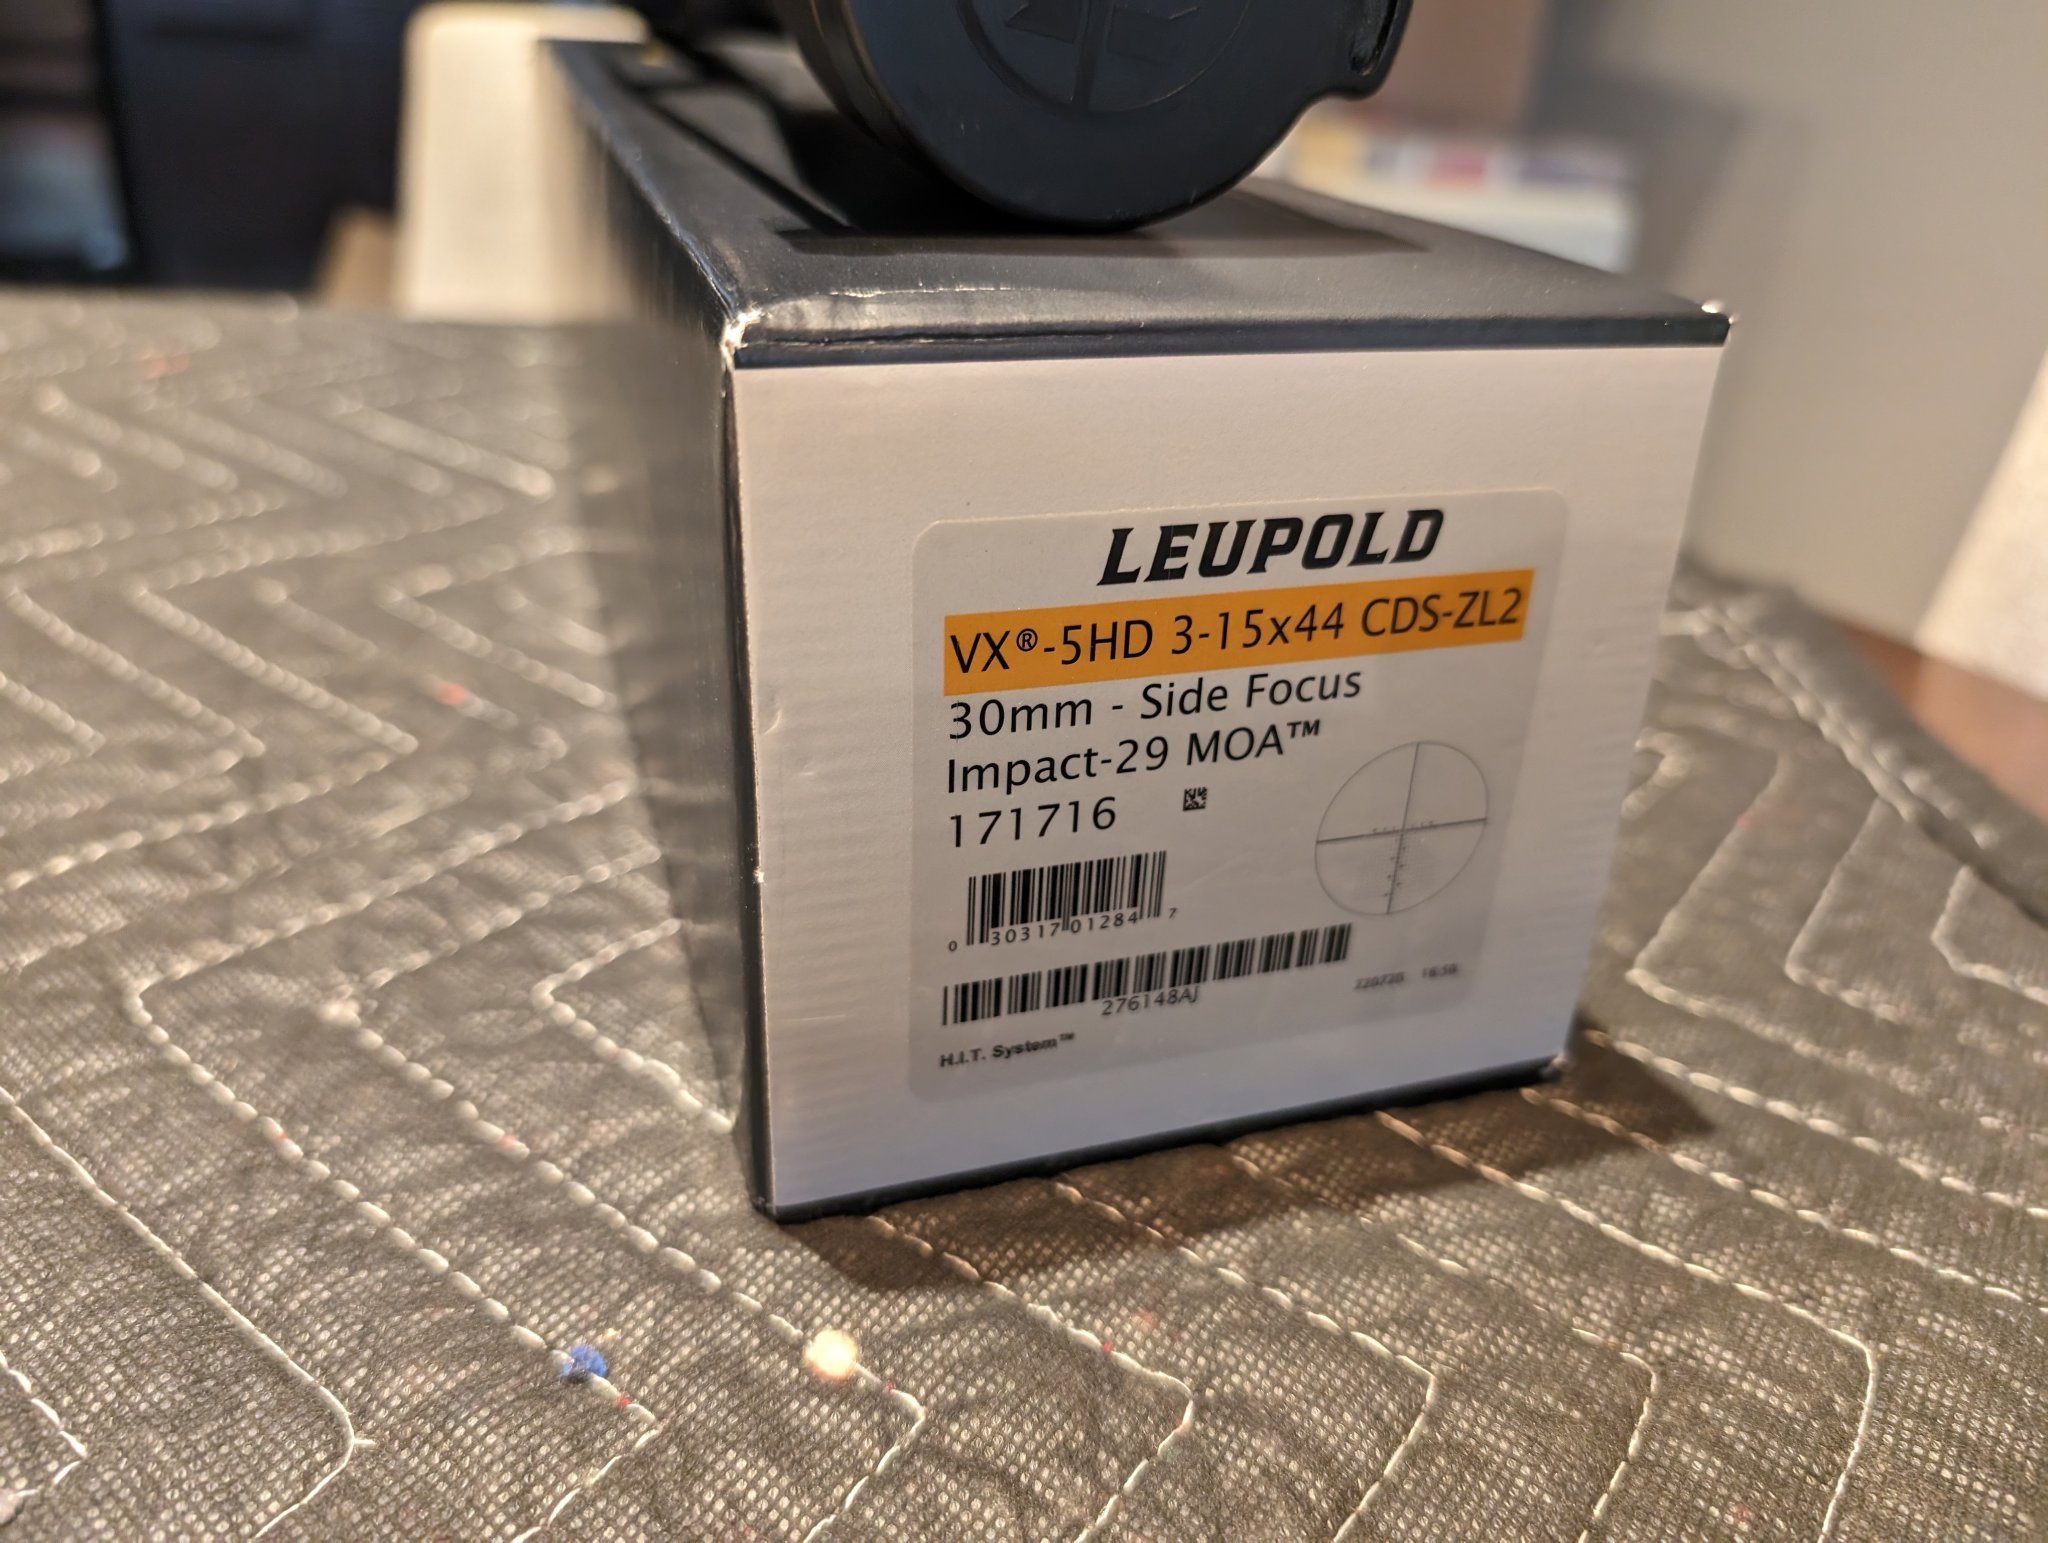 LEUPOLD
VX®-5HD 3-15x44 CDS-ZL2
30mm - Side Focus
Impact-29 MOA™
171716
0 30317 01284 7
276148AJ
H.I.T. System™